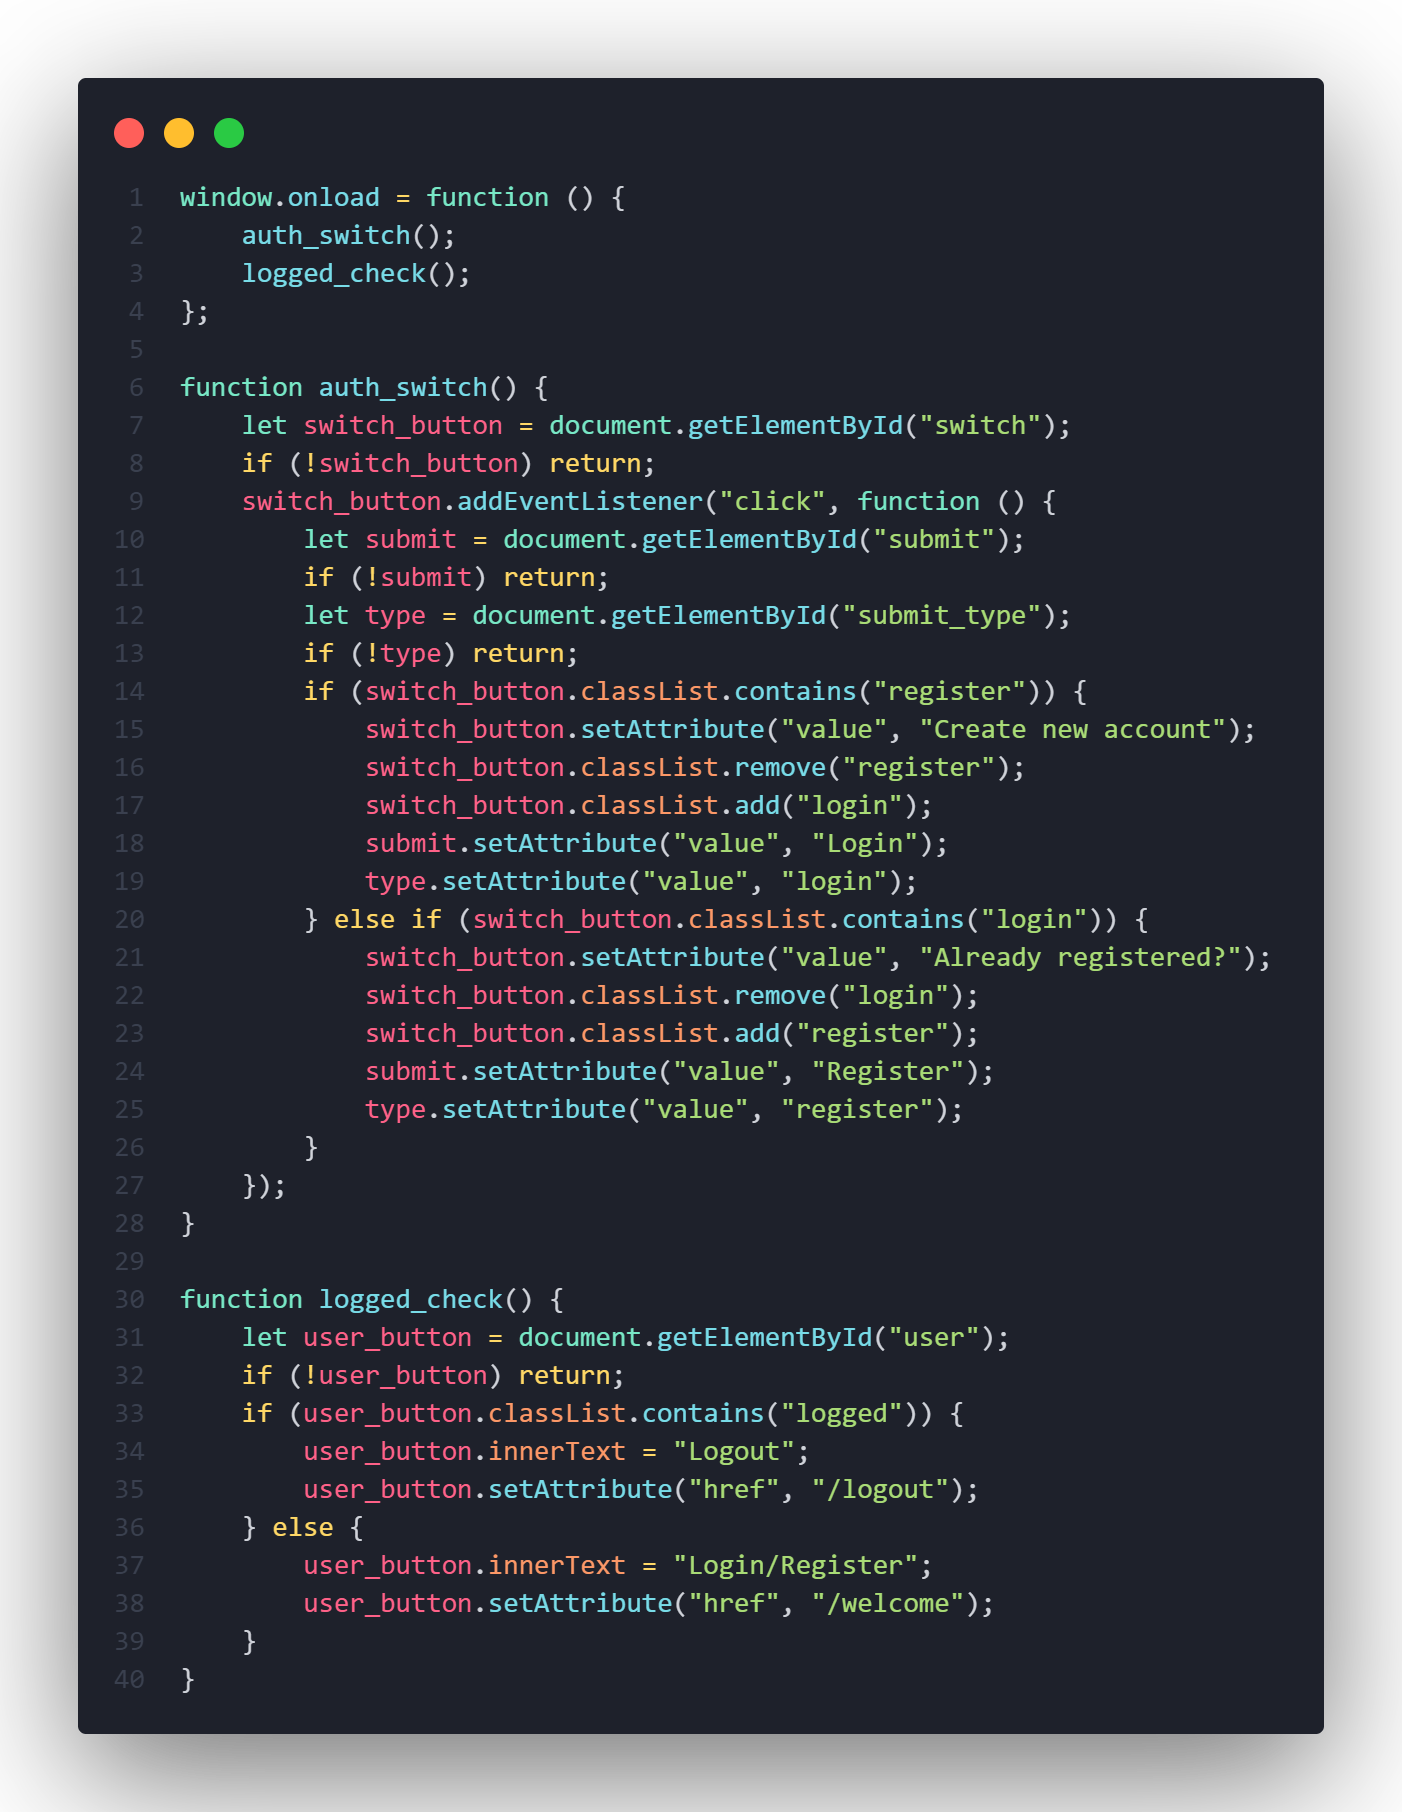 1 window.onload = function () {
2     auth_switch();
3     logged_check();
4 };
5
6 function auth_switch() {
7     let switch_button = document.getElementById("switch");
8     if (!switch_button) return;
9     switch_button.addEventListener("click", function () {
10         let submit = document.getElementById("submit");
11         if (!submit) return;
12         let type = document.getElementById("submit_type");
13         if (!type) return;
14         if (switch_button.classList.contains("register")) {
15             switch_button.setAttribute("value", "Create new account");
16             switch_button.classList.remove("register");
17             switch_button.classList.add("login");
18             submit.setAttribute("value", "Login");
19             type.setAttribute("value", "login");
20         } else if (switch_button.classList.contains("login")) {
21             switch_button.setAttribute("value", "Already registered?");
22             switch_button.classList.remove("login");
23             switch_button.classList.add("register");
24             submit.setAttribute("value", "Register");
25             type.setAttribute("value", "register");
26         }
27     });
28 }
29
30 function logged_check() {
31     let user_button = document.getElementById("user");
32     if (!user_button) return;
33     if (user_button.classList.contains("logged")) {
34         user_button.innerText = "Logout";
35         user_button.setAttribute("href", "/logout");
36     } else {
37         user_button.innerText = "Login/Register";
38         user_button.setAttribute("href", "/welcome");
39     }
40 }